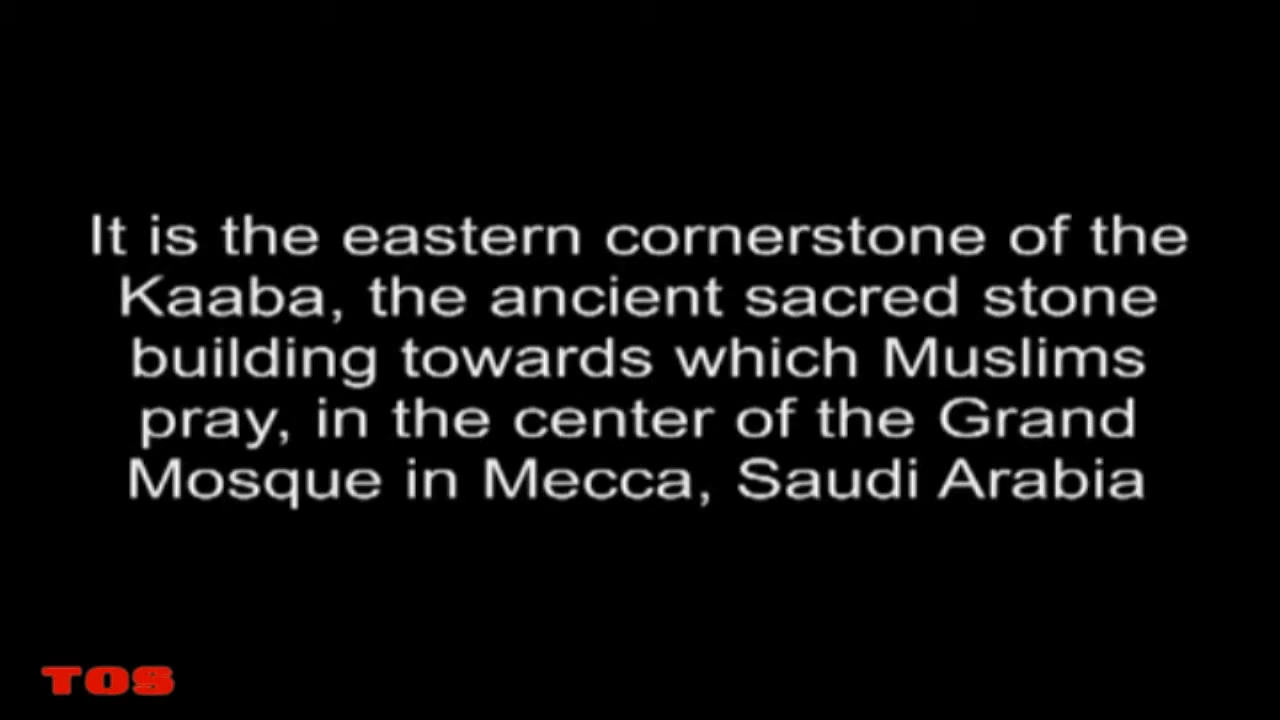 It is the eastern cornerstone of the
Kaaba, the ancient sacred stone
building towards which Muslims
pray, in the center of the Grand
Mosque in Mecca, Saudi Arabia
TOS